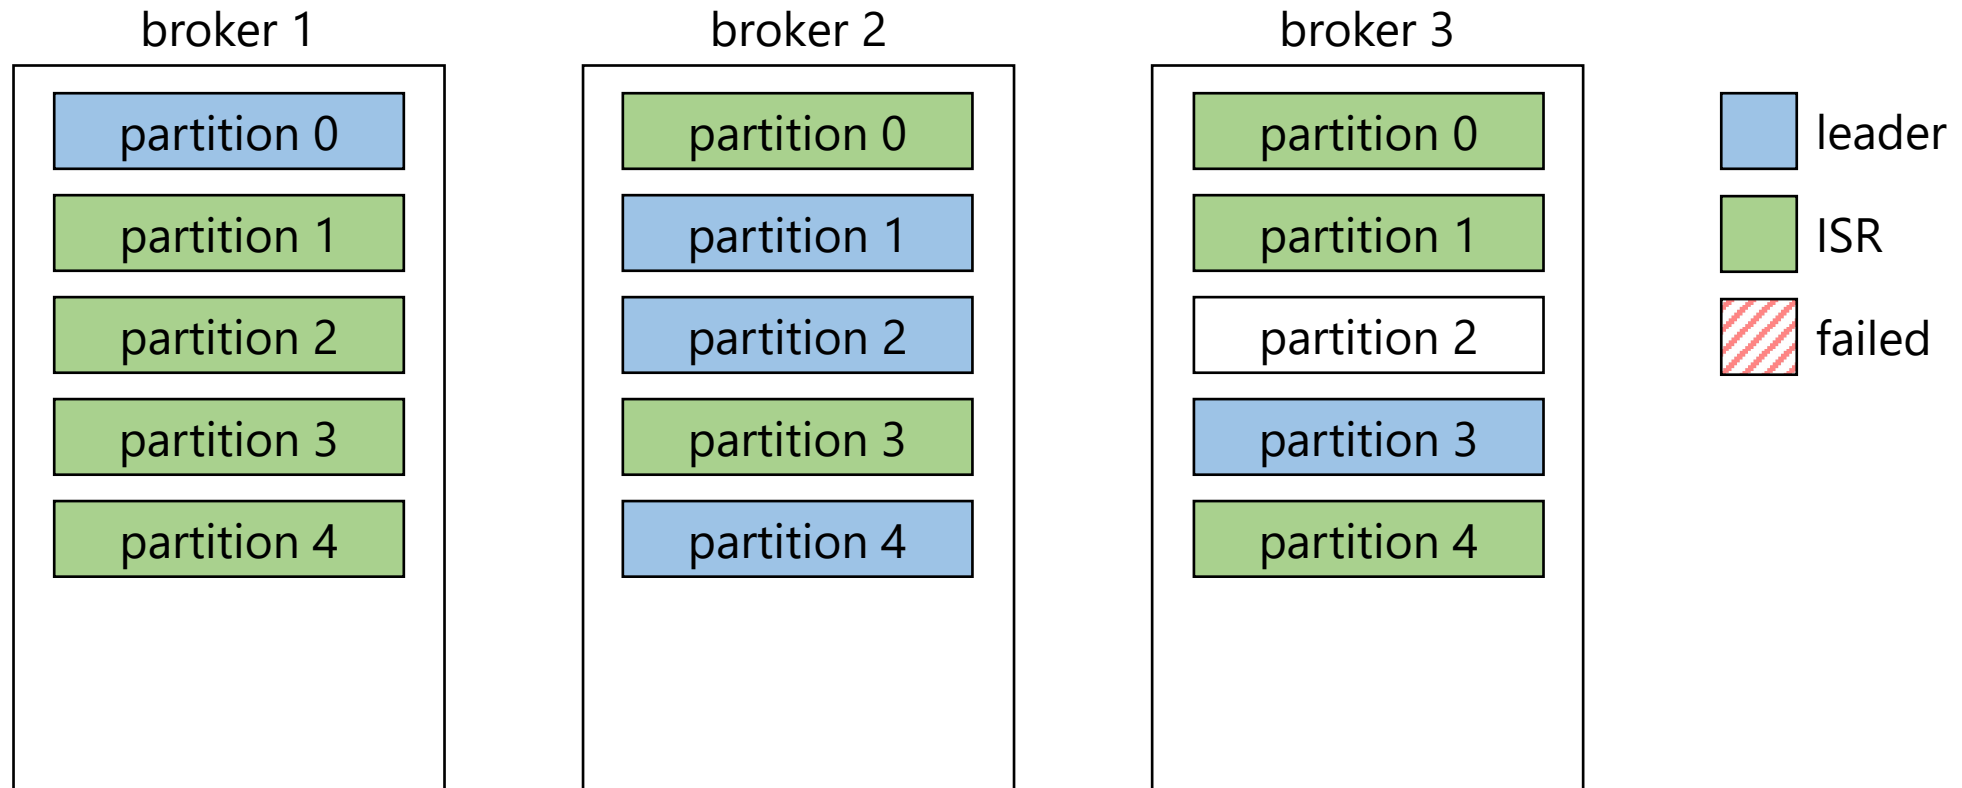 broker 1
partition 0
partition 1
partition 2
partition 3
partition 4
broker 2
partition 0
partition 1
partition 2
partition 3
partition 4
broker 3
partition 0
partition 1
partition 2
partition 3
partition 4
leader
ISR
failed